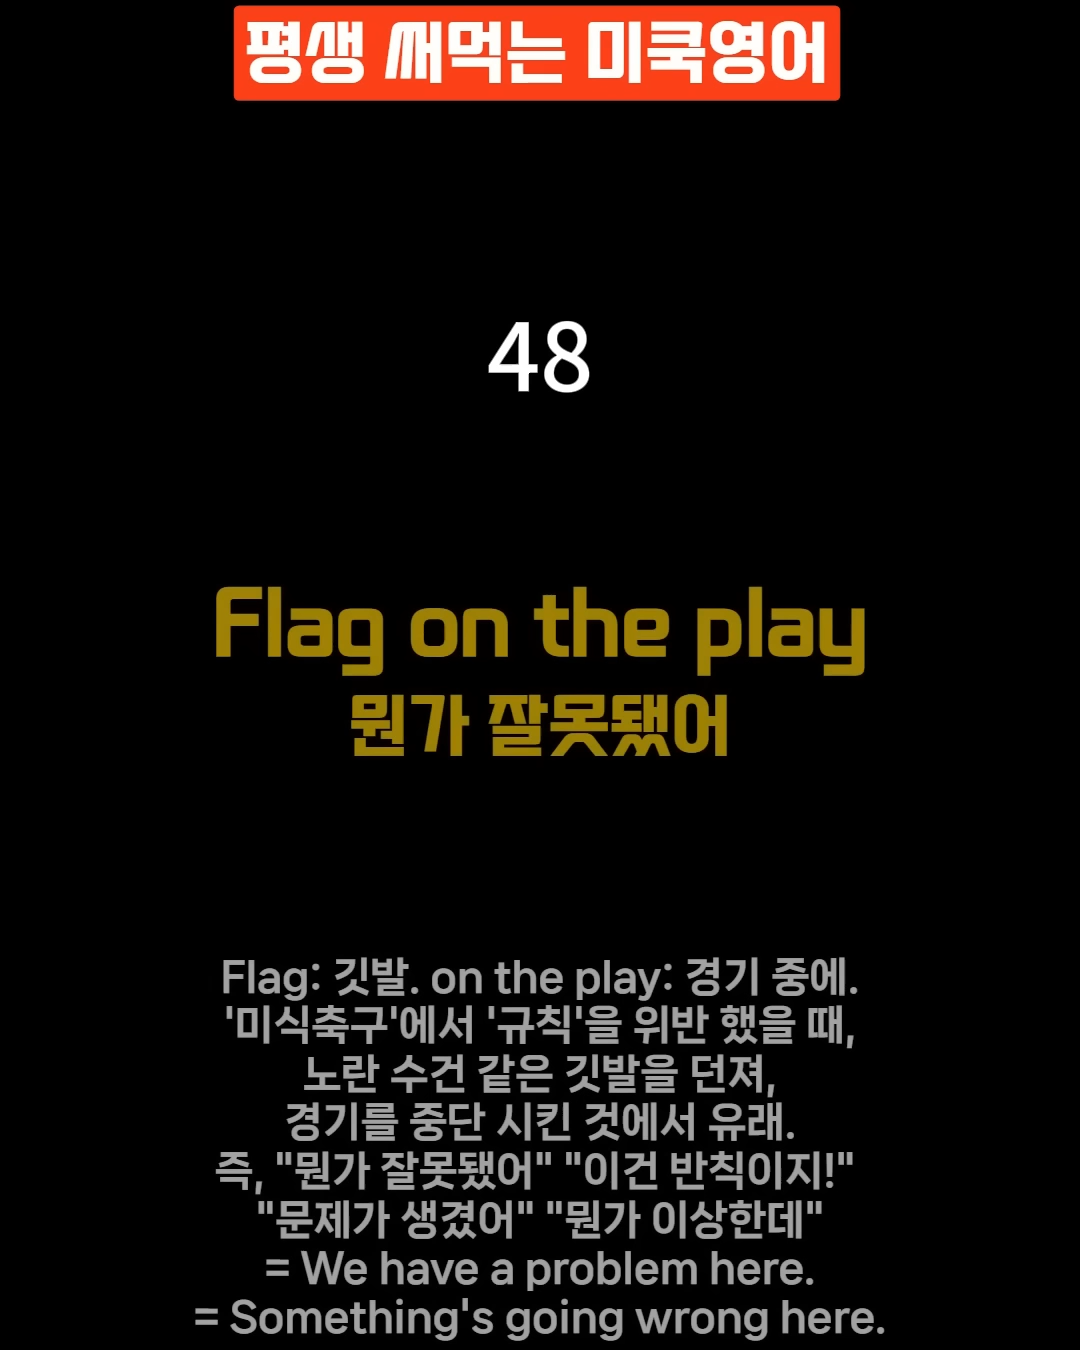 평생 써먹는 미쿡영어
48
Flag on the play
뭔가 잘못됐어
Flag: 깃발. on the play: 경기 중에.
'미식축구'에서 '규칙'을 위반 했을 때,
노란 수건 같은 깃발을 던져,
경기를 중단 시킨 것에서 유래.
즉, "뭔가 잘못됐어" "이건 반칙이지!"
"문제가 생겼어" "뭔가 이상한데"
= We have a problem here.
= Something's going wrong here.